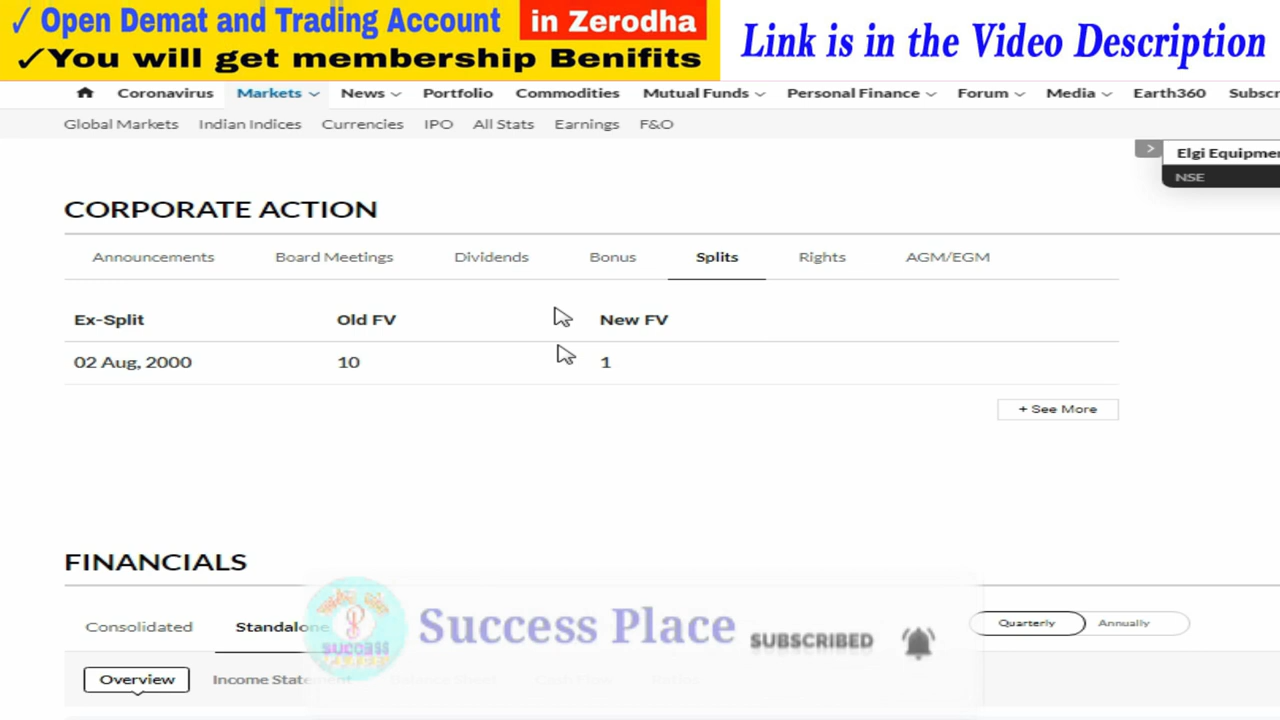 ✓ Open Demat and Trading Account in Zerodha
✓You will get membership Benifits
Link is in the Video Description
Coronavirus Markets News Portfolio Commodities Mutual Funds Personal Finance Forum Media Earth360 Subscr
Global Markets Indian Indices Currencies IPO All Stats Earnings F&O
> Elgi Equipmen
NSE
CORPORATE ACTION
Announcements Board Meetings Dividends Bonus Splits Rights AGM/EGM
Ex-Split Old FV New FV
02 Aug, 2000 10 1
+ See More
FINANCIALS
Consolidated Standalone
Success Place SUBSCRIBED
SUCCESS
Quarterly Annually
Overview Income Statement